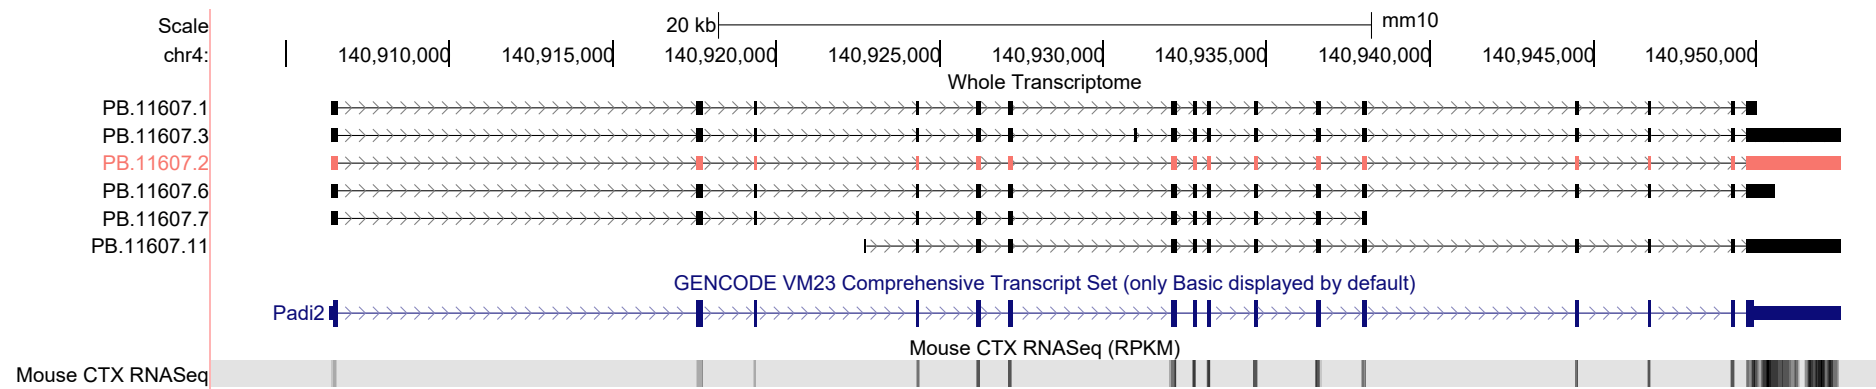 Scale 20 kb mm10
chr4: 140,910,000 140,915,000 140,920,000 140,925,000 140,930,000 140,935,000 140,940,000 140,945,000 140,950,000
Whole Transcriptome
PB.11607.1
PB.11607.3
PB.11607.2
PB.11607.6
PB.11607.7
PB.11607.11
GENCODE VM23 Comprehensive Transcript Set (only Basic displayed by default)
Padi2
Mouse CTX RNASeq (RPKM)
Mouse CTX RNASeq